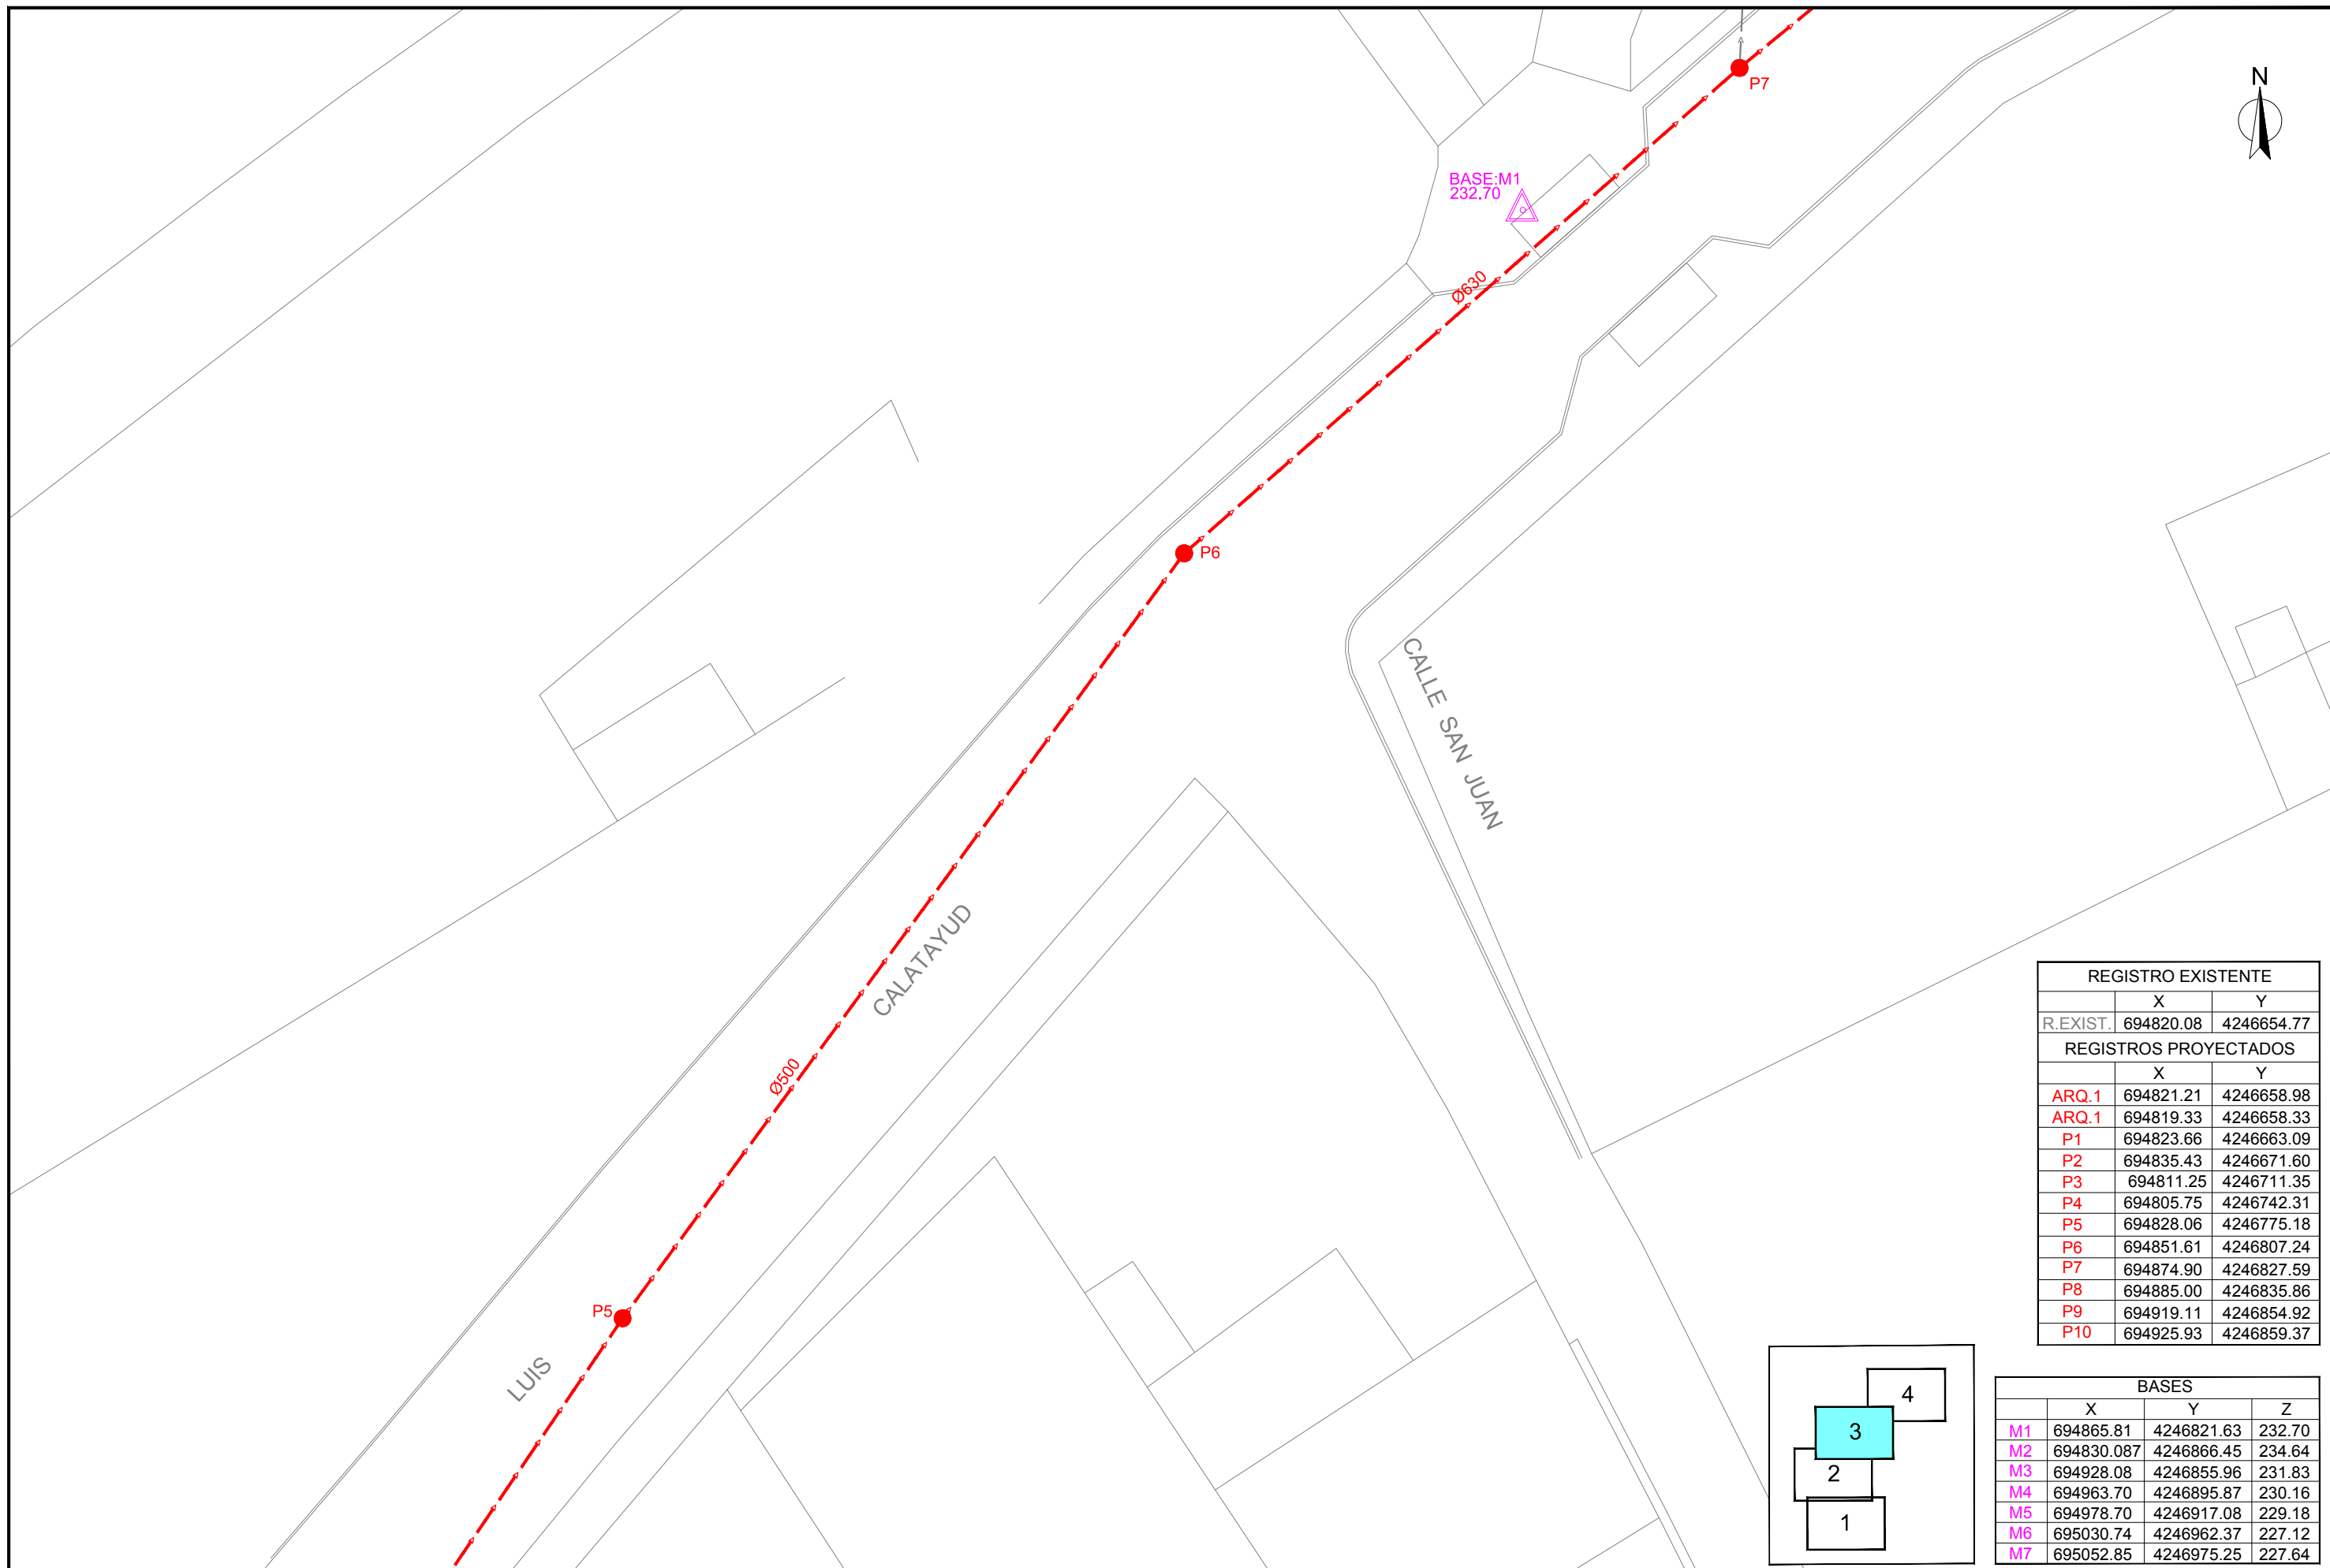 N
P7
BASE:M1
232.70
Ø630
P6
CALLE SAN JUAN
CALATAYUD
Ø500
P5
LUIS
REGISTRO EXISTENTE
X Y
R.EXIST. 694820.08 4246654.77
REGISTROS PROYECTADOS
X Y
ARQ.1 694821.21 4246658.98
ARQ.1 694819.33 4246658.33
P1 694823.66 4246663.09
P2 694835.43 4246671.60
P3 694811.25 4246711.35
P4 694805.75 4246742.31
P5 694828.06 4246775.18
P6 694851.61 4246807.24
P7 694874.90 4246827.59
P8 694885.00 4246835.86
P9 694919.11 4246854.92
P10 694925.93 4246859.37
4
3
2
1
BASES
X Y Z
M1 694865.81 4246821.63 232.70
M2 694830.087 4246866.45 234.64
M3 694928.08 4246855.96 231.83
M4 694963.70 4246895.87 230.16
M5 694978.70 4246917.08 229.18
M6 695030.74 4246962.37 227.12
M7 695052.85 4246975.25 227.64